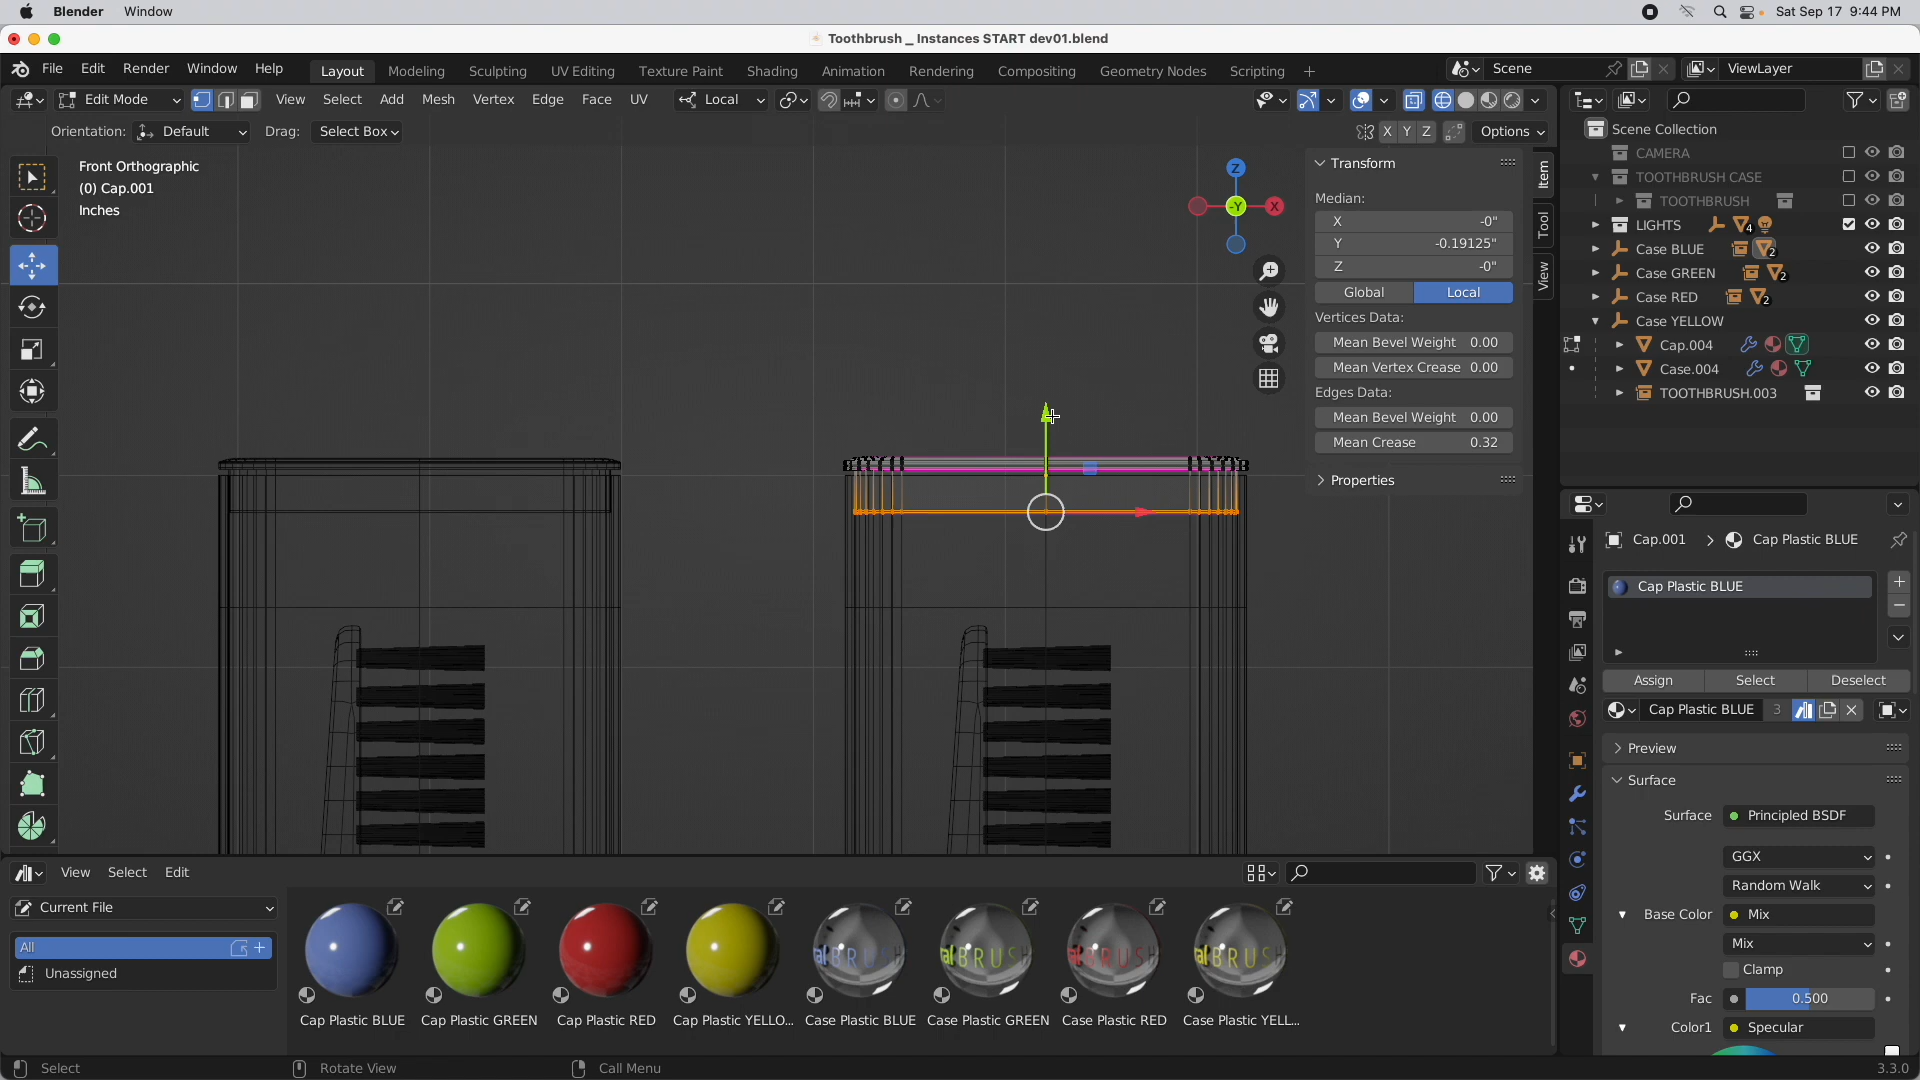 Blender Window Sat Sep 17 9:44 PM
Toothbrush _ Instances START dev01.blend
File Edit Render Window Help Layout Modeling Sculpting UV Editing Texture Paint Shading Animation Rendering Compositing Geometry Nodes Scripting + Scene ViewLayer
Edit Mode View Select Add Mesh Vertex Edge Face UV Local
Orientation: Default Drag: Select Box X Y Z Options
Front Orthographic
(0) Cap.001
Inches
Z
-Y X
Transform
Median:
X -0"
Y -0.19125"
Z -0"
Global Local
Vertices Data:
Mean Bevel Weight 0.00
Mean Vertex Crease 0.00
Edges Data:
Mean Bevel Weight 0.00
Mean Crease 0.32
Properties
Item
Tool
View
Scene Collection
CAMERA
TOOTHBRUSH CASE
TOOTHBRUSH
LIGHTS 4
Case BLUE 2
Case GREEN 2
Case RED 2
Case YELLOW
Cap.004
Case.004
TOOTHBRUSH.003
Cap.001 Cap Plastic BLUE
Cap Plastic BLUE
Assign Select Deselect
Cap Plastic BLUE 3
Preview
Surface
Surface Principled BSDF
GGX
Random Walk
Base Color Mix
Mix
Clamp
Fac 0.500
Color1 Specular
View Select Edit
Current File
All
Unassigned
alBRUSH alBRUSH alBRUSH alBRUSH
Cap Plastic BLUE Cap Plastic GREEN Cap Plastic RED Cap Plastic YELLO... Case Plastic BLUE Case Plastic GREEN Case Plastic RED Case Plastic YELL...
Select Rotate View Call Menu 3.3.0